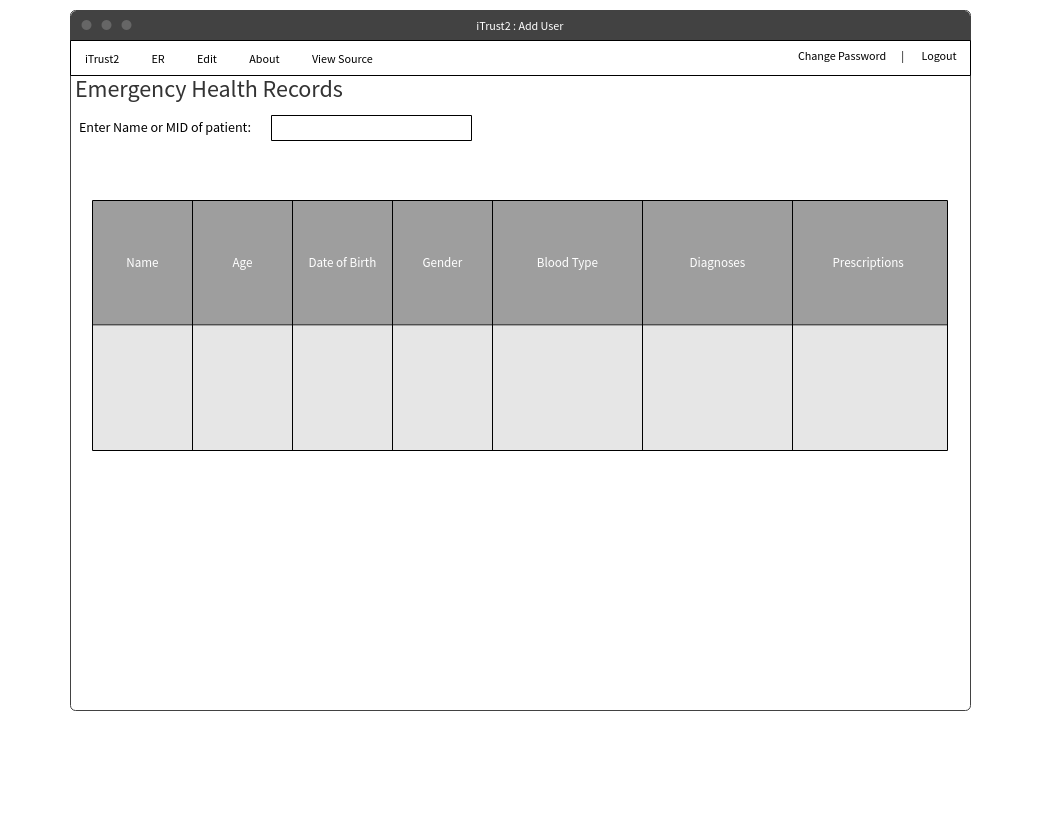 iTrust2 : Add User
iTrust2 ER Edit About View Source Change Password | Logout
Emergency Health Records
Enter Name or MID of patient:
Name Age Date of Birth Gender Blood Type Diagnoses Prescriptions